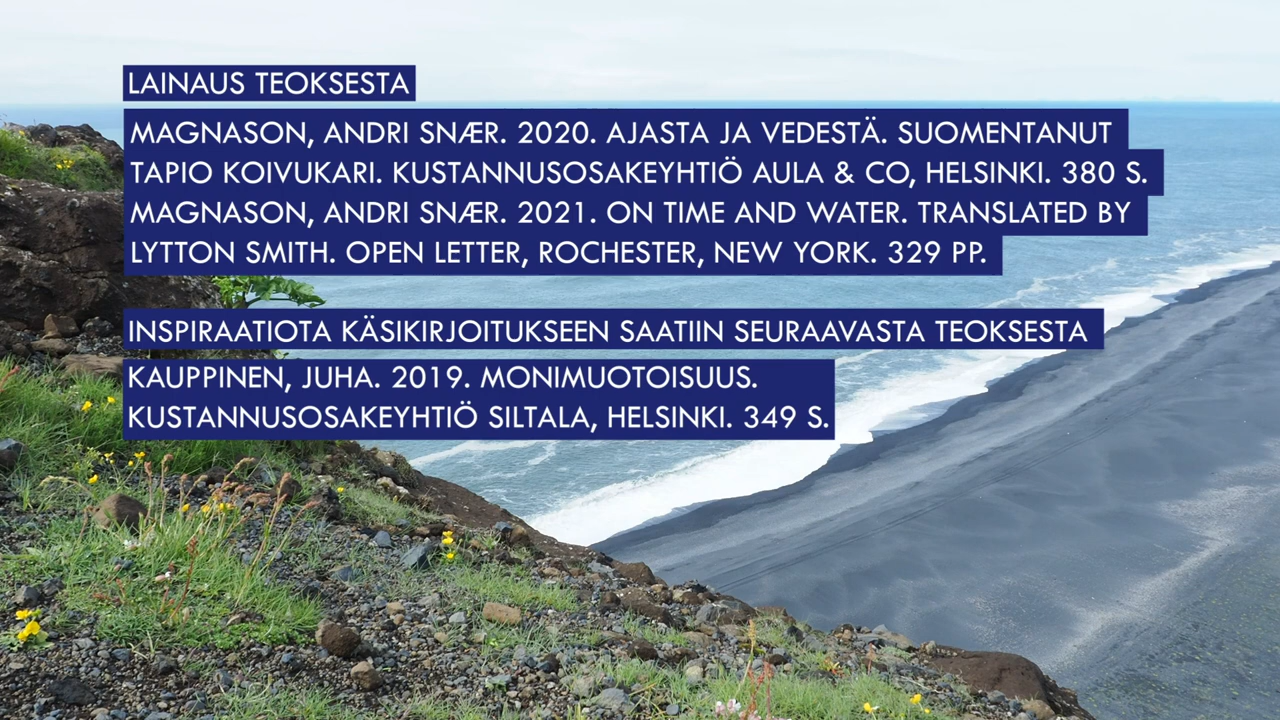 LAINAUS TEOKSESTA
MAGNASON, ANDRI SNÆR. 2020. AJASTA JA VEDESTÄ. SUOMENTANUT
TAPIO KOIVUKARI. KUSTANNUSOSAKEYHTIÖ AULA & CO, HELSINKI. 380 S.
MAGNASON, ANDRI SNÆR. 2021. ON TIME AND WATER. TRANSLATED BY
LYTTON SMITH. OPEN LETTER, ROCHESTER, NEW YORK. 329 PP.
INSPIRAATIOTA KÄSIKIRJOITUKSEEN SAATIIN SEURAAVASTA TEOKSESTA
KAUPPINEN, JUHA. 2019. MONIMUOTOISUUS.
KUSTANNUSOSAKEYHTIÖ SILTALA, HELSINKI. 349 S.